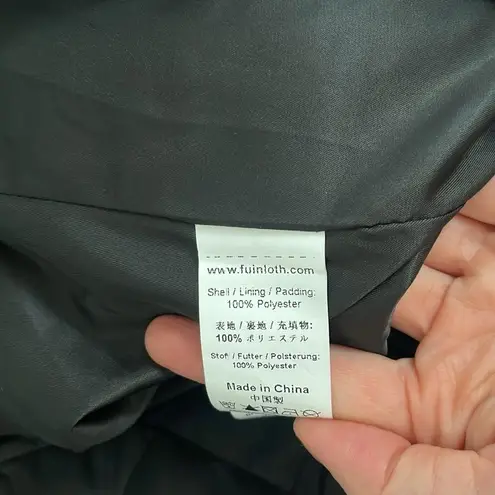 www.fuinloth.com
Shell / Lining / Padding:
100% Polyester
表地 / 裏地 / 充填物:
100% ポリエステル
Stoff / Futter / Polsterung:
100% Polyester
Made in China
中国製